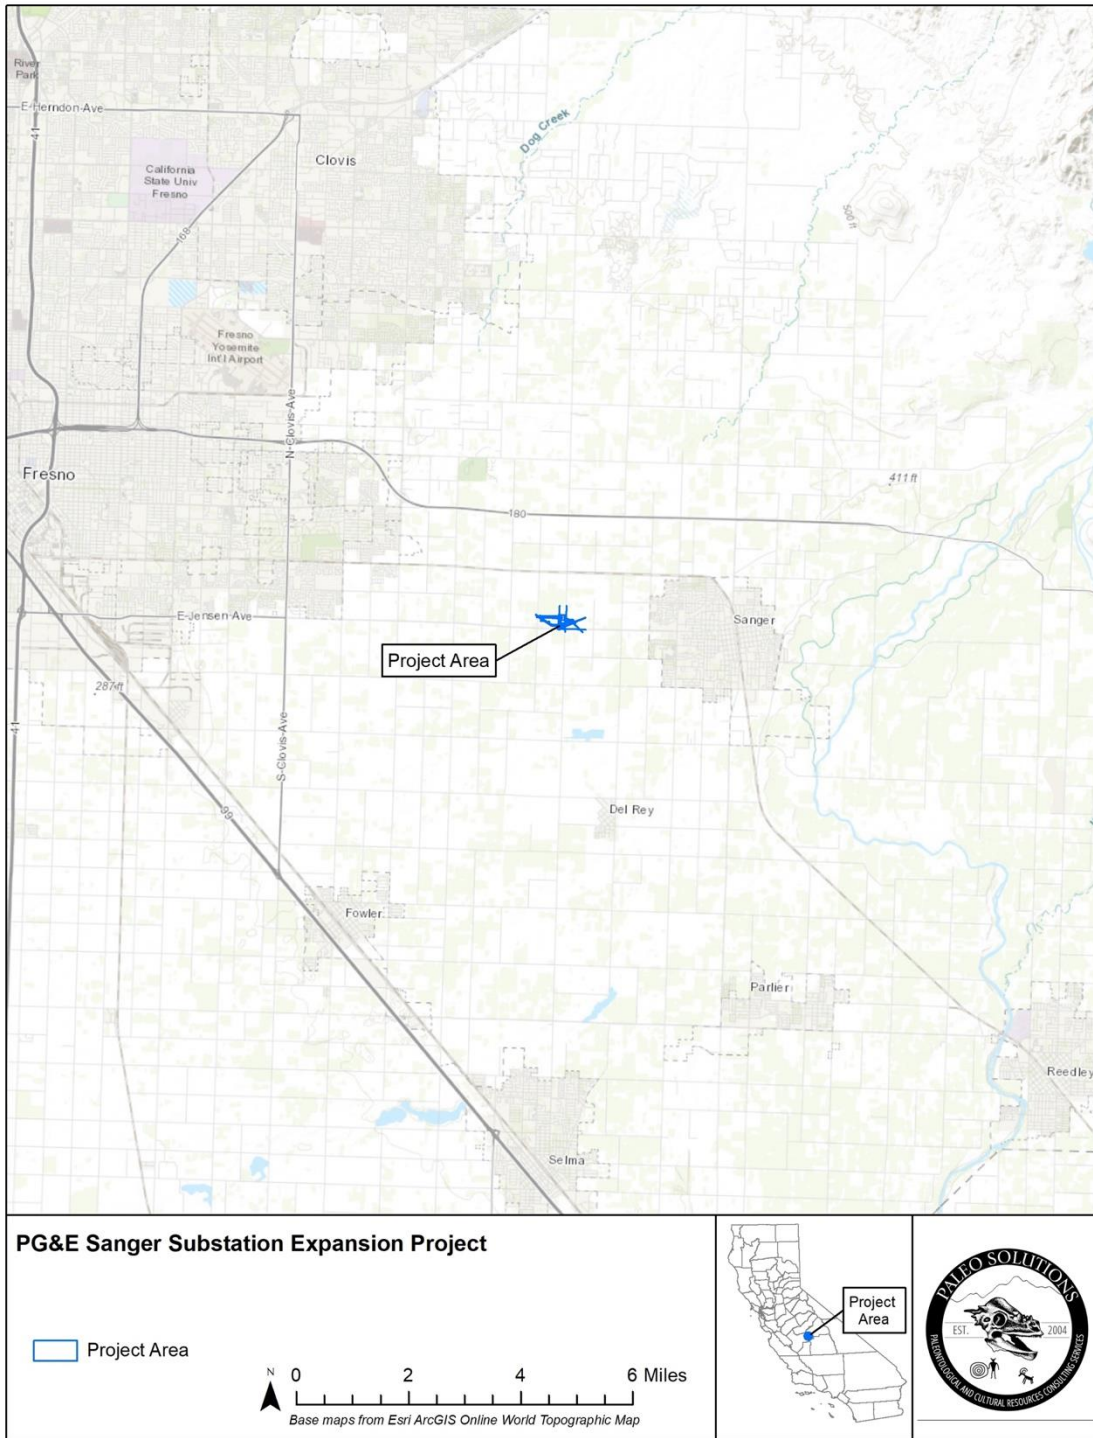 River
Park
E-Herndon-Ave
41
Dog Creek
Clovis
California
State Univ
Fresno
168
500 ft
Fresno
Yosemite
Int'l Airport
N-Clovis-Ave
Fresno
411 ft
180
E-Jensen-Ave
Sanger
Project Area
287 ft
41
S-Clovis-Ave
99
Del Rey
Fowler
Parlier
Reedley
Selma
PG&E Sanger Substation Expansion Project
Project Area
N
0 2 4 6 Miles
Base maps from Esri ArcGIS Online World Topographic Map
Project
Area
PALEO SOLUTIONS
EST. 2004
PALEONTOLOGICAL AND CULTURAL RESOURCES CONSULTING SERVICES